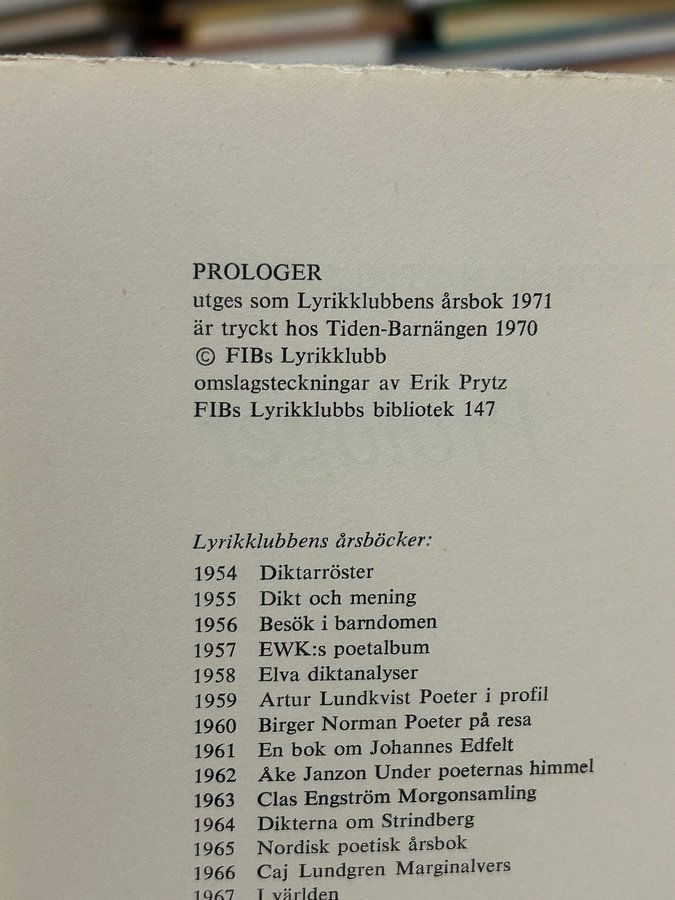 PROLOGER
utges som Lyrikklubbens årsbok 1971
är tryckt hos Tiden-Barnängen 1970
© FIBs Lyrikklubb
omslagsteckningar av Erik Prytz
FIBs Lyrikklubbs bibliotek 147
Lyrikklubbens årsböcker:
1954 Diktarröster
1955 Dikt och mening
1956 Besök i barndomen
1957 EWK:s poetalbum
1958 Elva diktanalyser
1959 Artur Lundkvist Poeter i profil
1960 Birger Norman Poeter på resa
1961 En bok om Johannes Edfelt
1962 Åke Janzon Under poeternas himmel
1963 Clas Engström Morgonsamling
1964 Dikterna om Strindberg
1965 Nordisk poetisk årsbok
1966 Caj Lundgren Marginalvers
1967 I världen